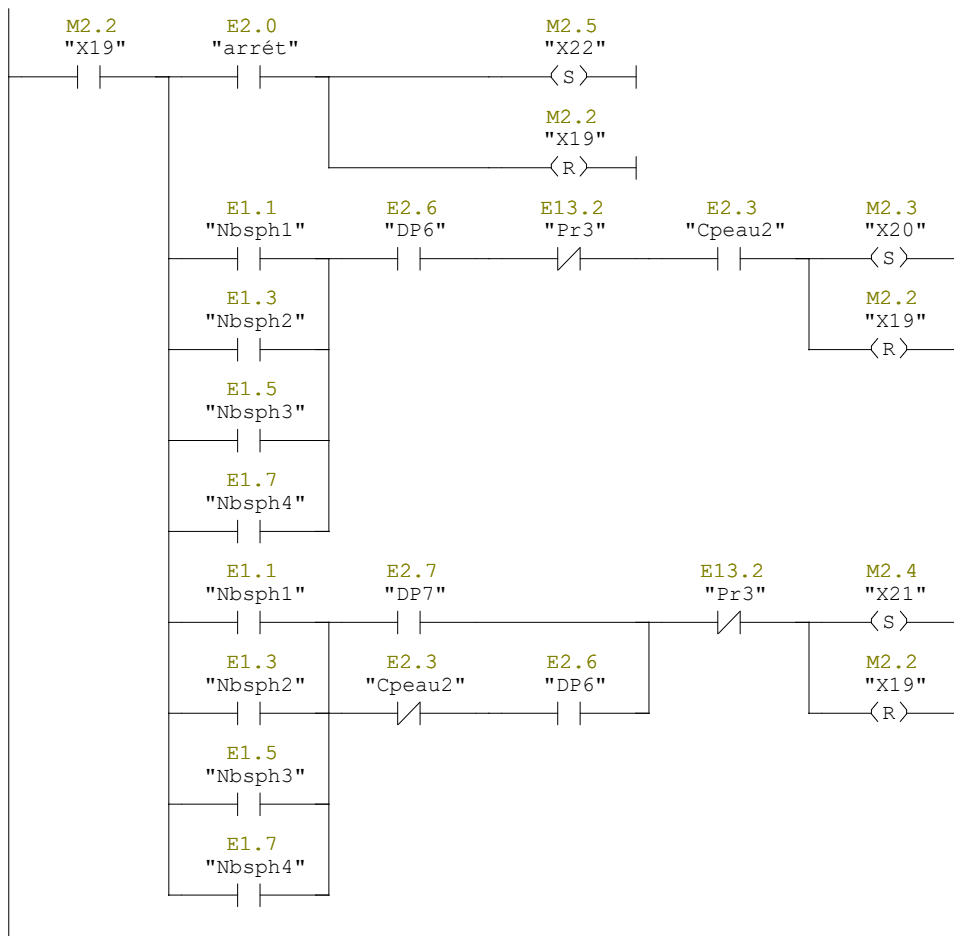 M2.2 E2.0 M2.5
"X19" "arrét" "X22"
S
M2.2
"X19"
R
E1.1 E2.6 E13.2 E2.3 M2.3
"Nbsph1" "DP6" "Pr3" "Cpeau2" "X20"
S
E1.3 M2.2
"Nbsph2" "X19"
R
E1.5
"Nbsph3"
E1.7
"Nbsph4"
E1.1 E2.7 E13.2 M2.4
"Nbsph1" "DP7" "Pr3" "X21"
S
E1.3 E2.3 E2.6 M2.2
"Nbsph2" "Cpeau2" "DP6" "X19"
R
E1.5
"Nbsph3"
E1.7
"Nbsph4"